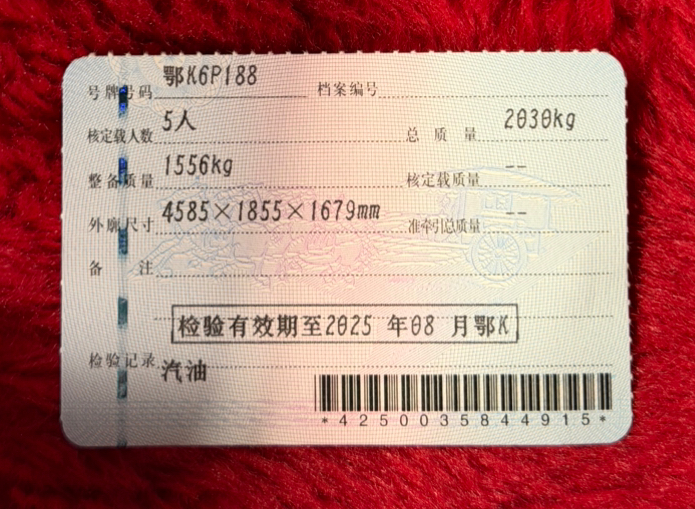 号牌号码 鄂K6P188 档案编号
核定载人数 5人 总质量 2030kg
整备质量 1556kg 核定载质量 --
外廓尺寸 4585×1855×1679mm 准牵引总质量 --
备注
检验有效期至2025 年08 月鄂K
检验记录 汽油
*4250035844915*